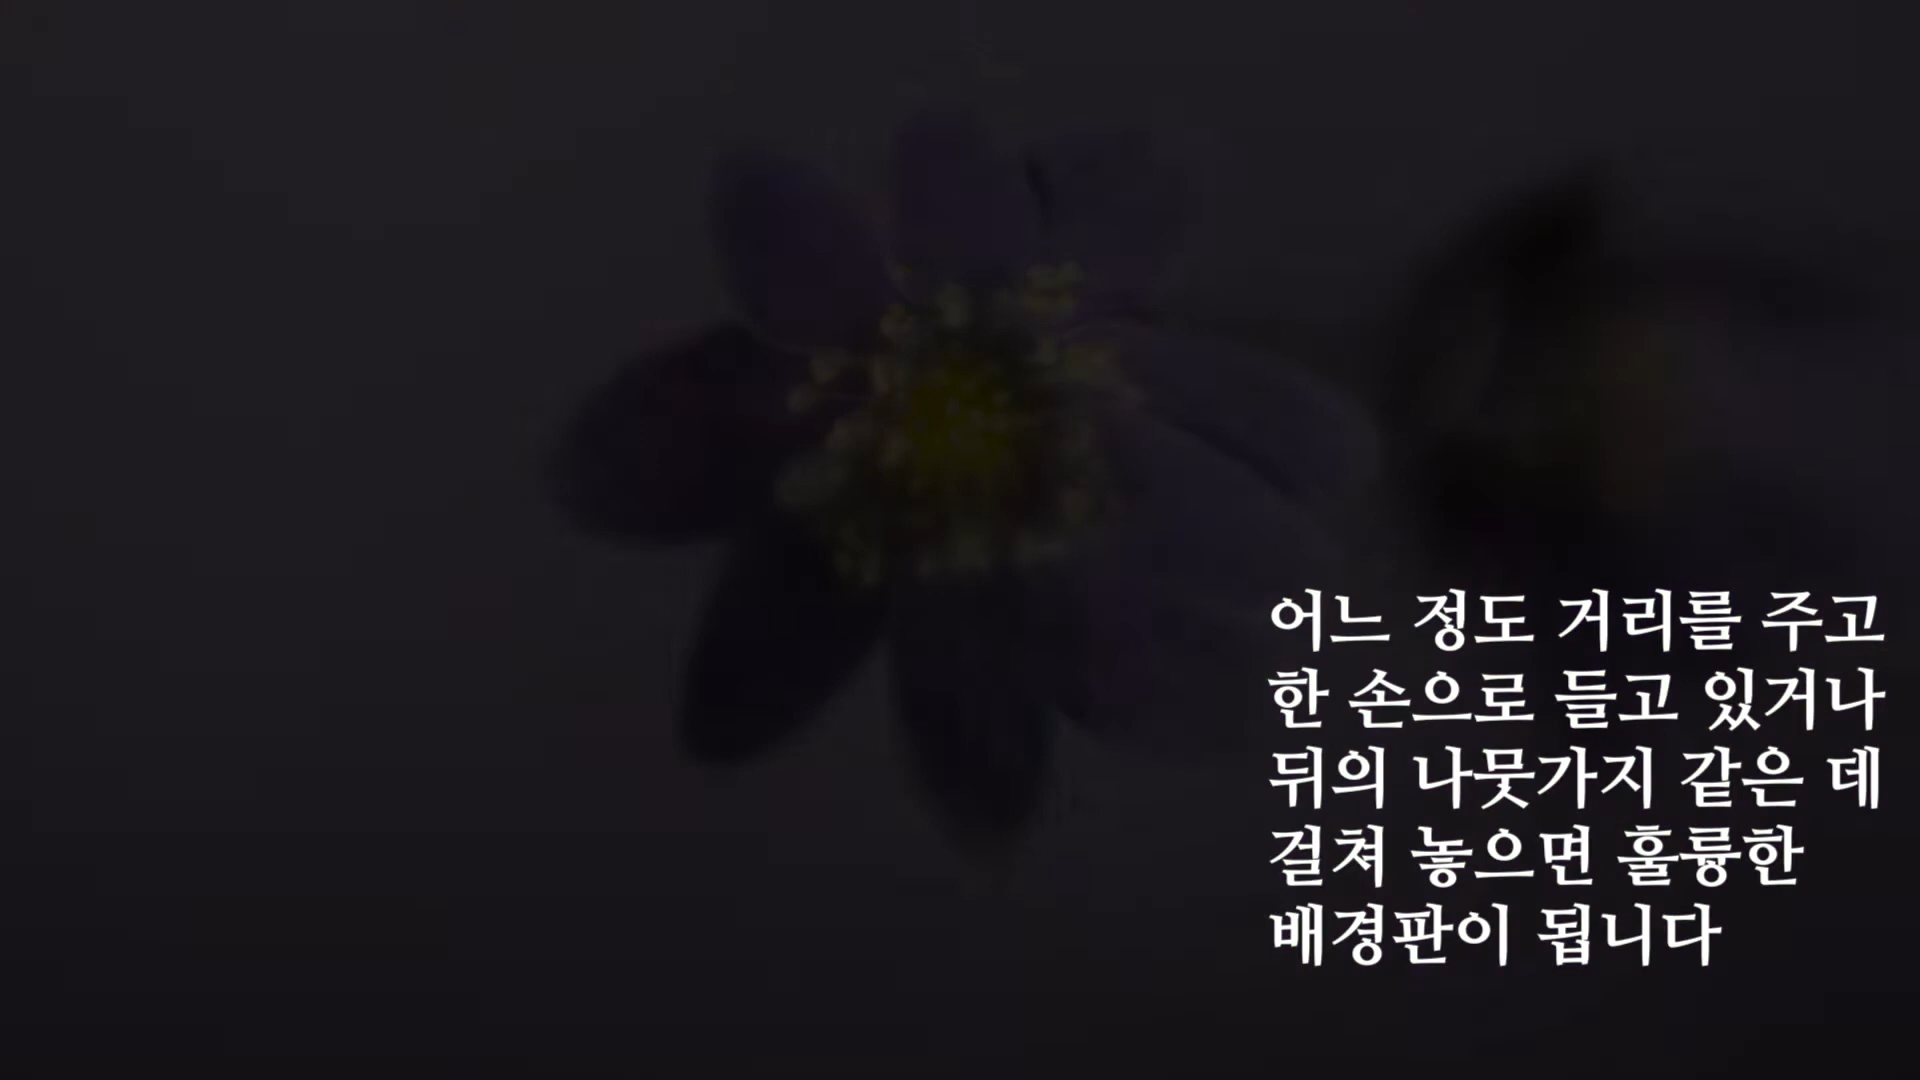 어느 정도 거리를 주고
한 손으로 들고 있거나
뒤의 나뭇가지 같은 데
걸쳐 놓으면 훌륭한
배경판이 됩니다